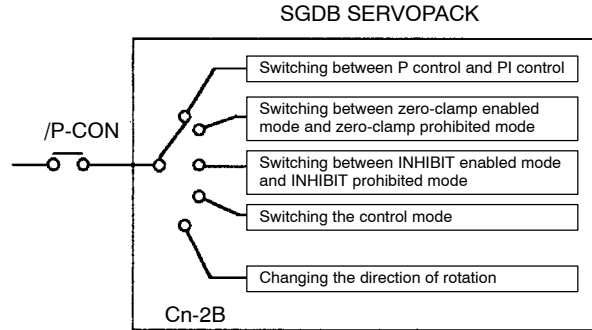 SGDB SERVOPACK
Switching between P control and PI control
/P-CON
Switching between zero-clamp enabled
mode and zero-clamp prohibited mode
Switching between INHIBIT enabled mode
and INHIBIT prohibited mode
Switching the control mode
Changing the direction of rotation
Cn-2B